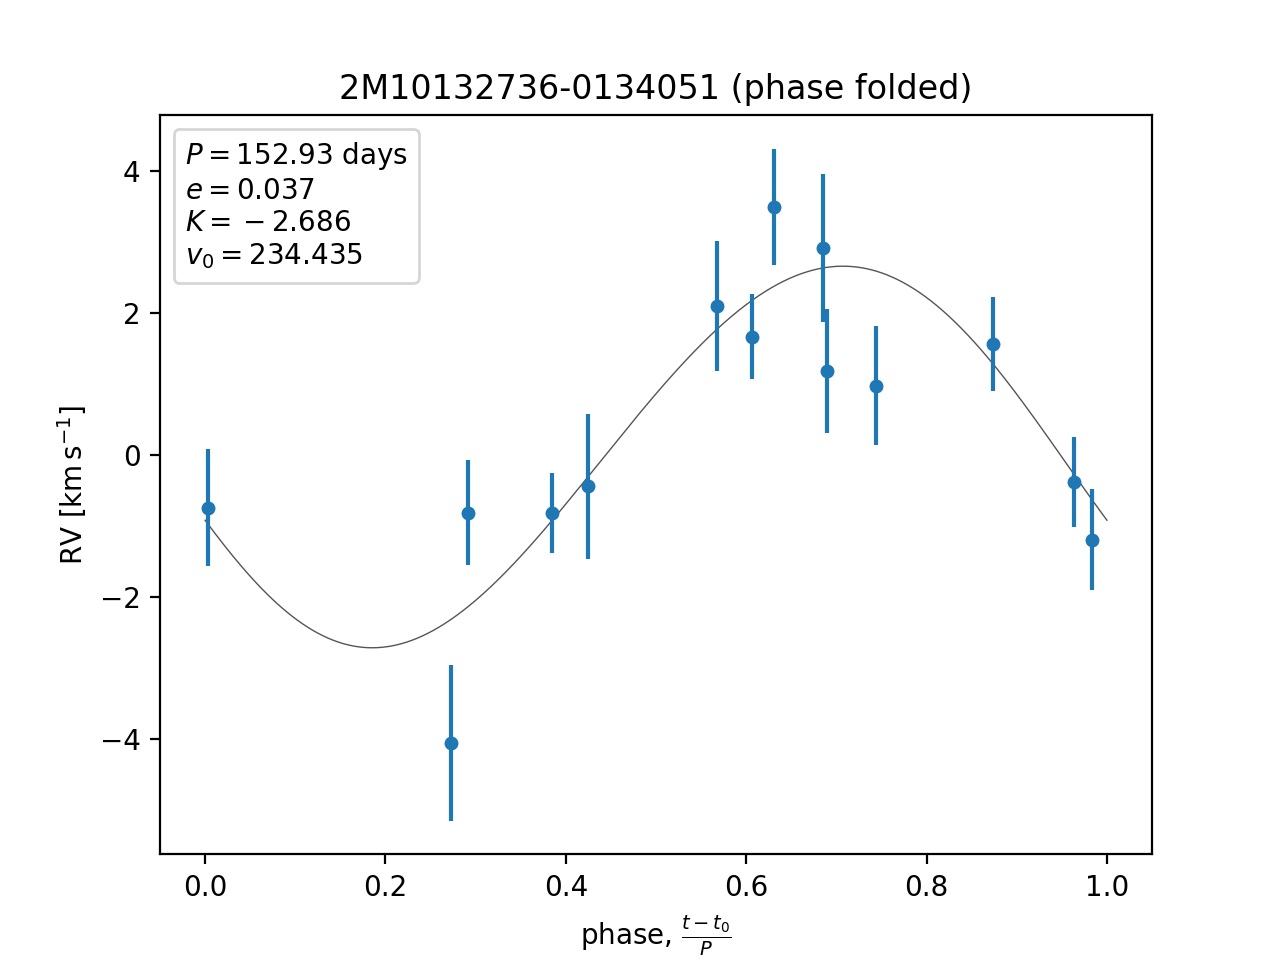 2M10132736-0134051 (phase folded)
P = 152.93 days
e = 0.037
K = −2.686
v₀ = 234.435
4
2
0
−2
−4
RV [km s⁻¹]
0.0 0.2 0.4 0.6 0.8 1.0
phase, (t − t₀)/P